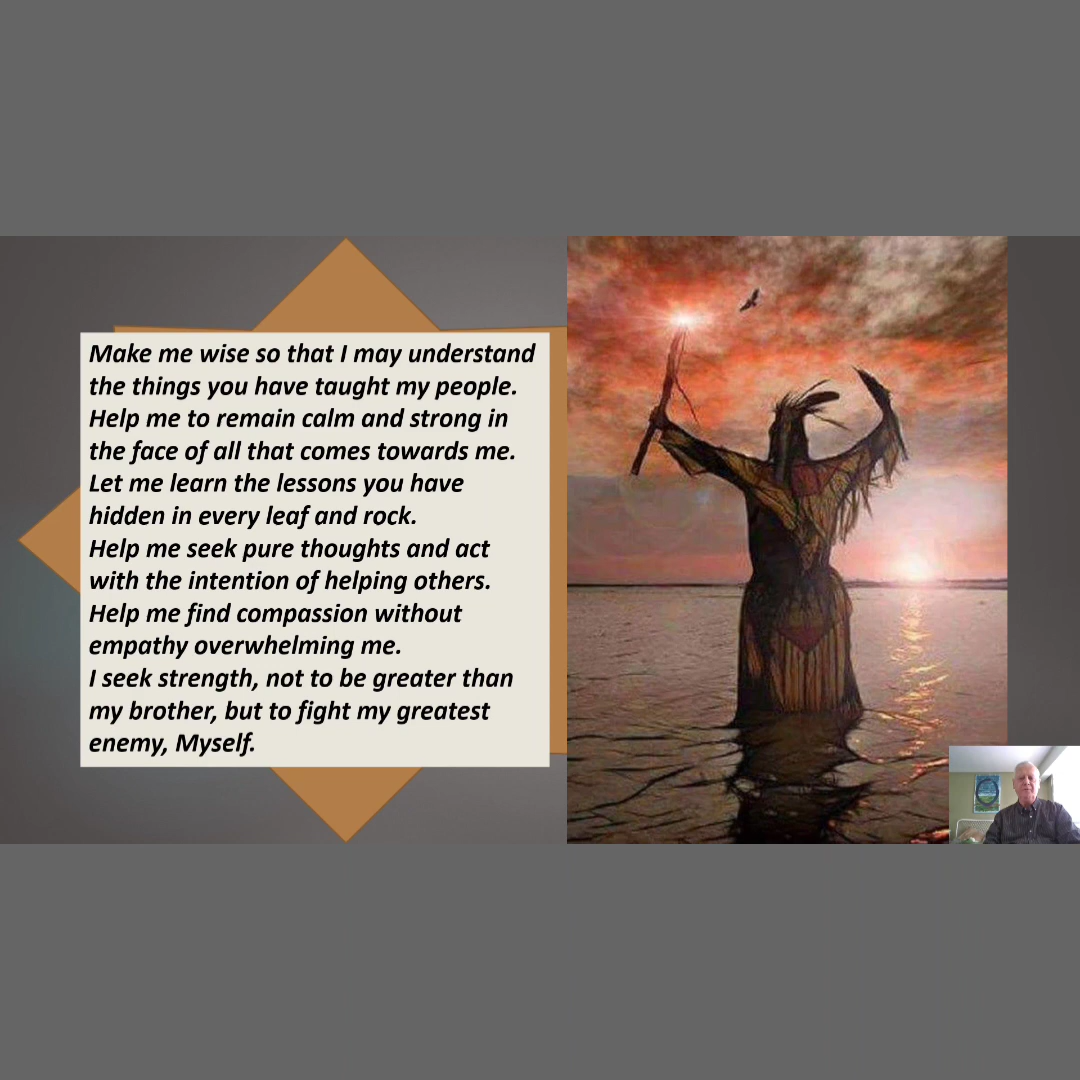 Make me wise so that I may understand
the things you have taught my people.
Help me to remain calm and strong in
the face of all that comes towards me.
Let me learn the lessons you have
hidden in every leaf and rock.
Help me seek pure thoughts and act
with the intention of helping others.
Help me find compassion without
empathy overwhelming me.
I seek strength, not to be greater than
my brother, but to fight my greatest
enemy, Myself.